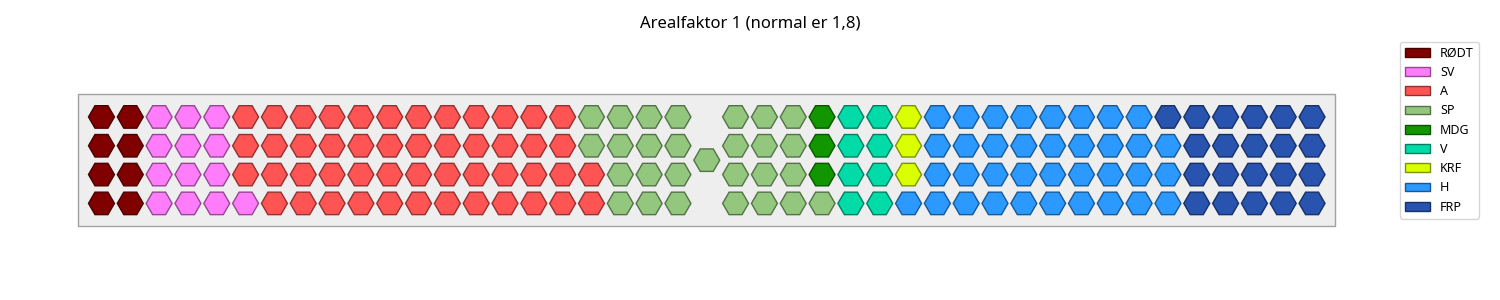 Arealfaktor 1 (normal er 1,8)
RØDT
SV
A
SP
MDG
V
KRF
H
FRP